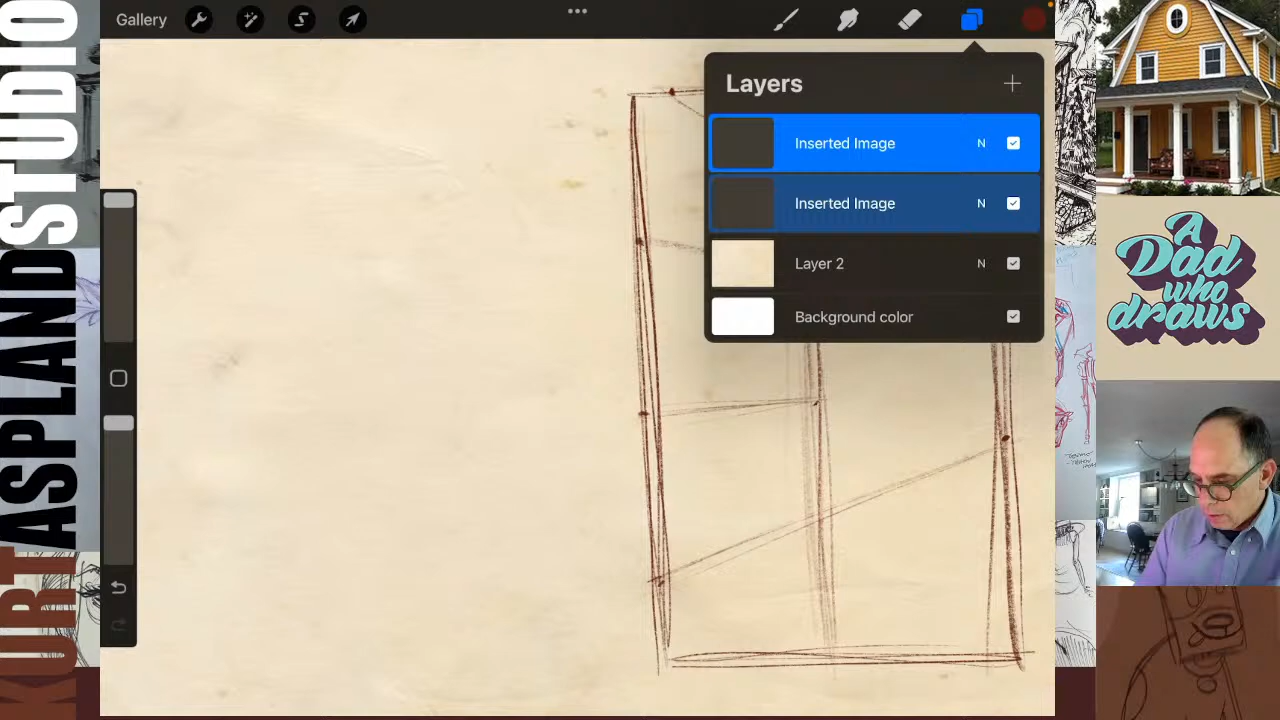 KURT ASPLAND STUDIO
Gallery
Layers
Inserted Image N
Inserted Image N
Layer 2 N
Background color
A
Dad
who
draws